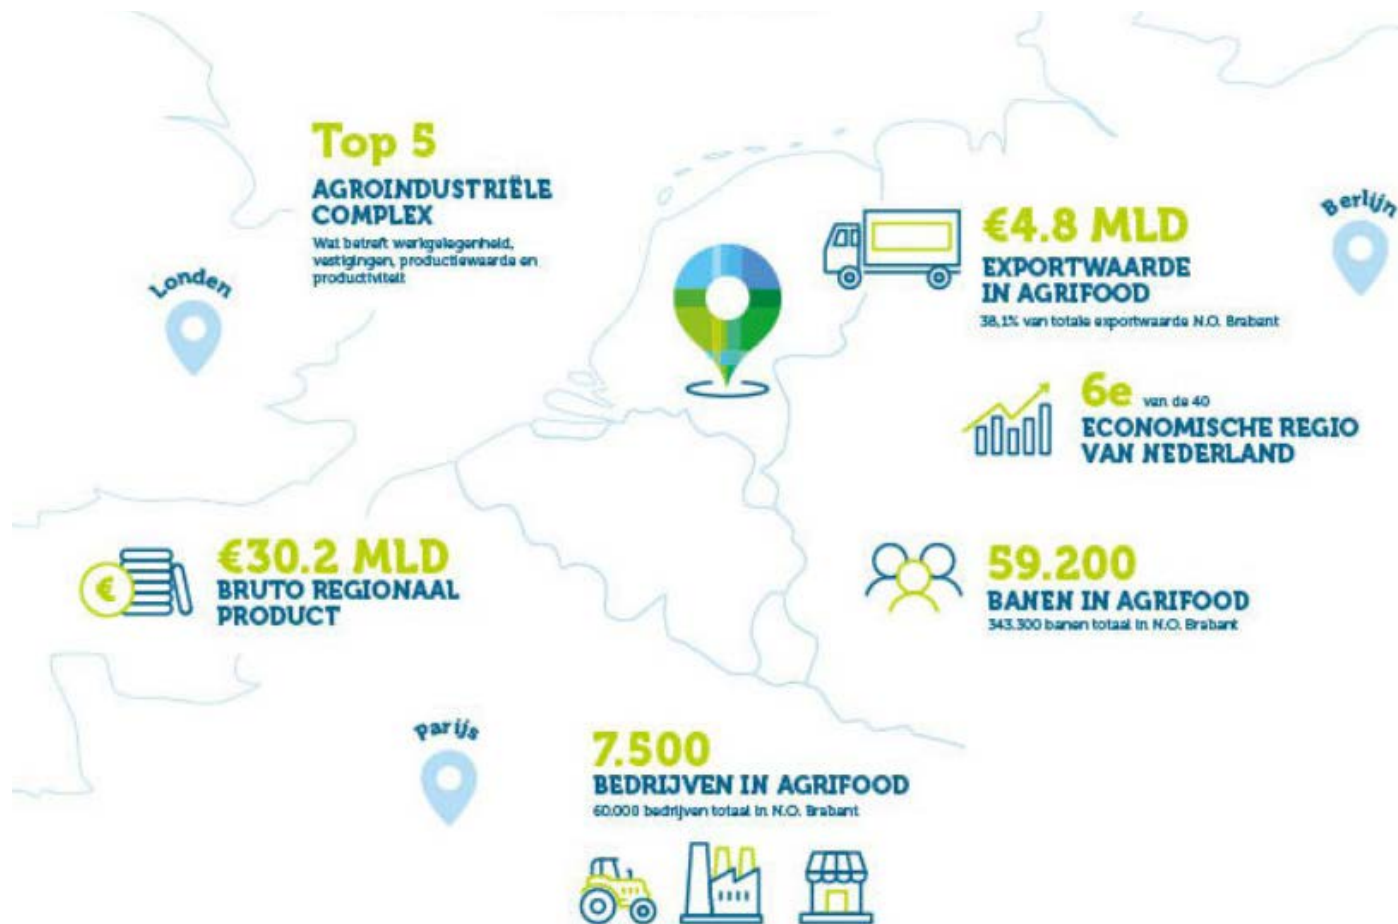 Top 5
AGROINDUSTRIËLE
COMPLEX
Wat betreft werkgelegenheid,
vestigingen, productiewaarde en
productiviteit
Londen
€4.8 MLD
EXPORTWAARDE
IN AGRIFOOD
38,1% van totale exportwaarde N.O. Brabant
Berlijn
6e van de 40
ECONOMISCHE REGIO
VAN NEDERLAND
€
€30.2 MLD
BRUTO REGIONAAL
PRODUCT
59.200
BANEN IN AGRIFOOD
343.300 banen totaal in N.O. Brabant
Parijs
7.500
BEDRIJVEN IN AGRIFOOD
60.000 bedrijven totaal in N.O. Brabant